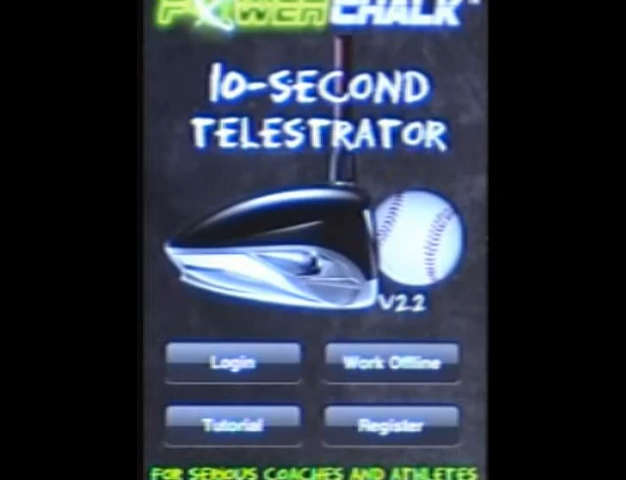 POWERCHALK
10-SECOND
TELESTRATOR
V2.2
Login
Work Offline
Tutorial
Register
FOR SERIOUS COACHES AND ATHLETES